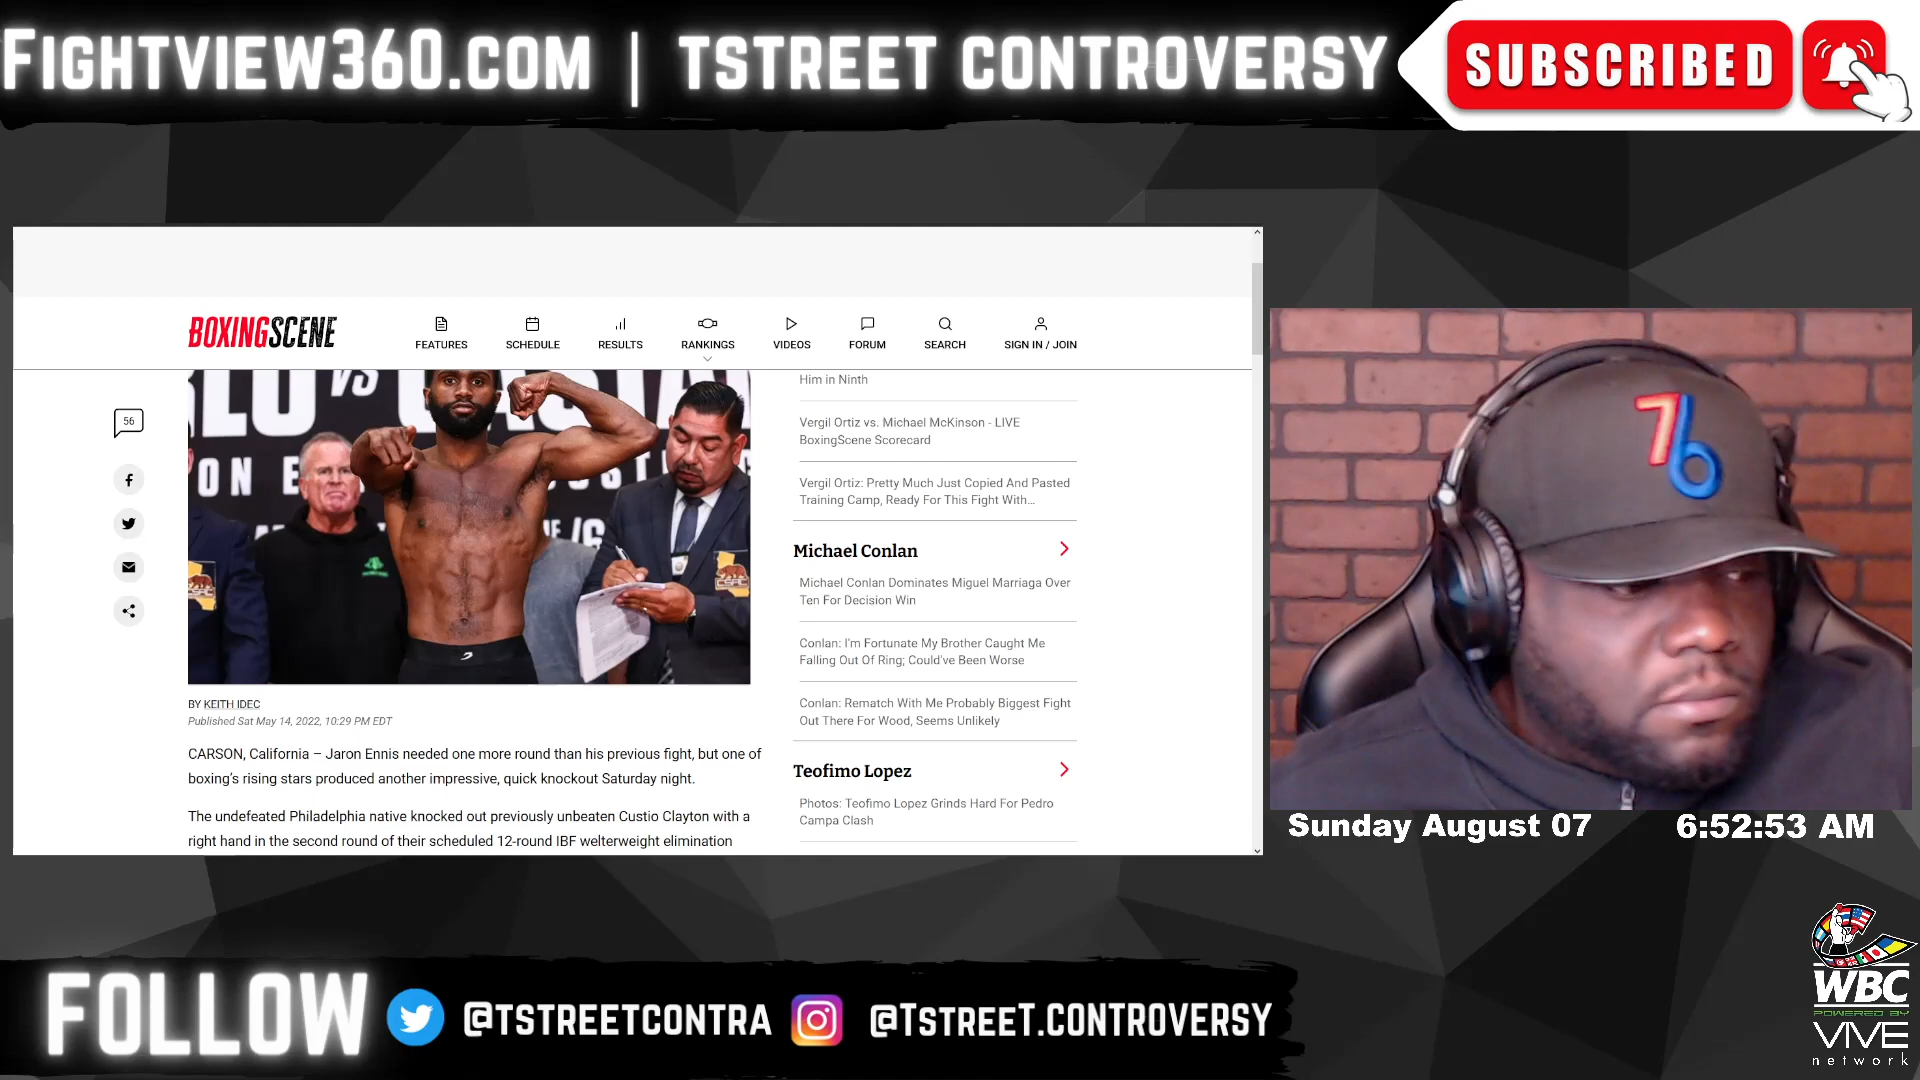 FIGHTVIEW360.COM | TSTREET CONTROVERSY
SUBSCRIBED
BOXINGSCENE
FEATURES
SCHEDULE
RESULTS
RANKINGS
VIDEOS
FORUM
SEARCH
SIGN IN / JOIN
56
VS
ON E
BY KEITH IDEC
Published Sat May 14, 2022, 10:29 PM EDT
CARSON, California – Jaron Ennis needed one more round than his previous fight, but one of
boxing's rising stars produced another impressive, quick knockout Saturday night.
The undefeated Philadelphia native knocked out previously unbeaten Custio Clayton with a
right hand in the second round of their scheduled 12-round IBF welterweight elimination
Him in Ninth
Vergil Ortiz vs. Michael McKinson - LIVE
BoxingScene Scorecard
Vergil Ortiz: Pretty Much Just Copied And Pasted
Training Camp, Ready For This Fight With...
Michael Conlan
Michael Conlan Dominates Miguel Marriaga Over
Ten For Decision Win
Conlan: I'm Fortunate My Brother Caught Me
Falling Out Of Ring; Could've Been Worse
Conlan: Rematch With Me Probably Biggest Fight
Out There For Wood, Seems Unlikely
Teofimo Lopez
Photos: Teofimo Lopez Grinds Hard For Pedro
Campa Clash
76
Sunday August 07
6:52:53 AM
FOLLOW
@TSTREETCONTRA
@TSTREET.CONTROVERSY
WBC
POWERED BY
VIVE
network